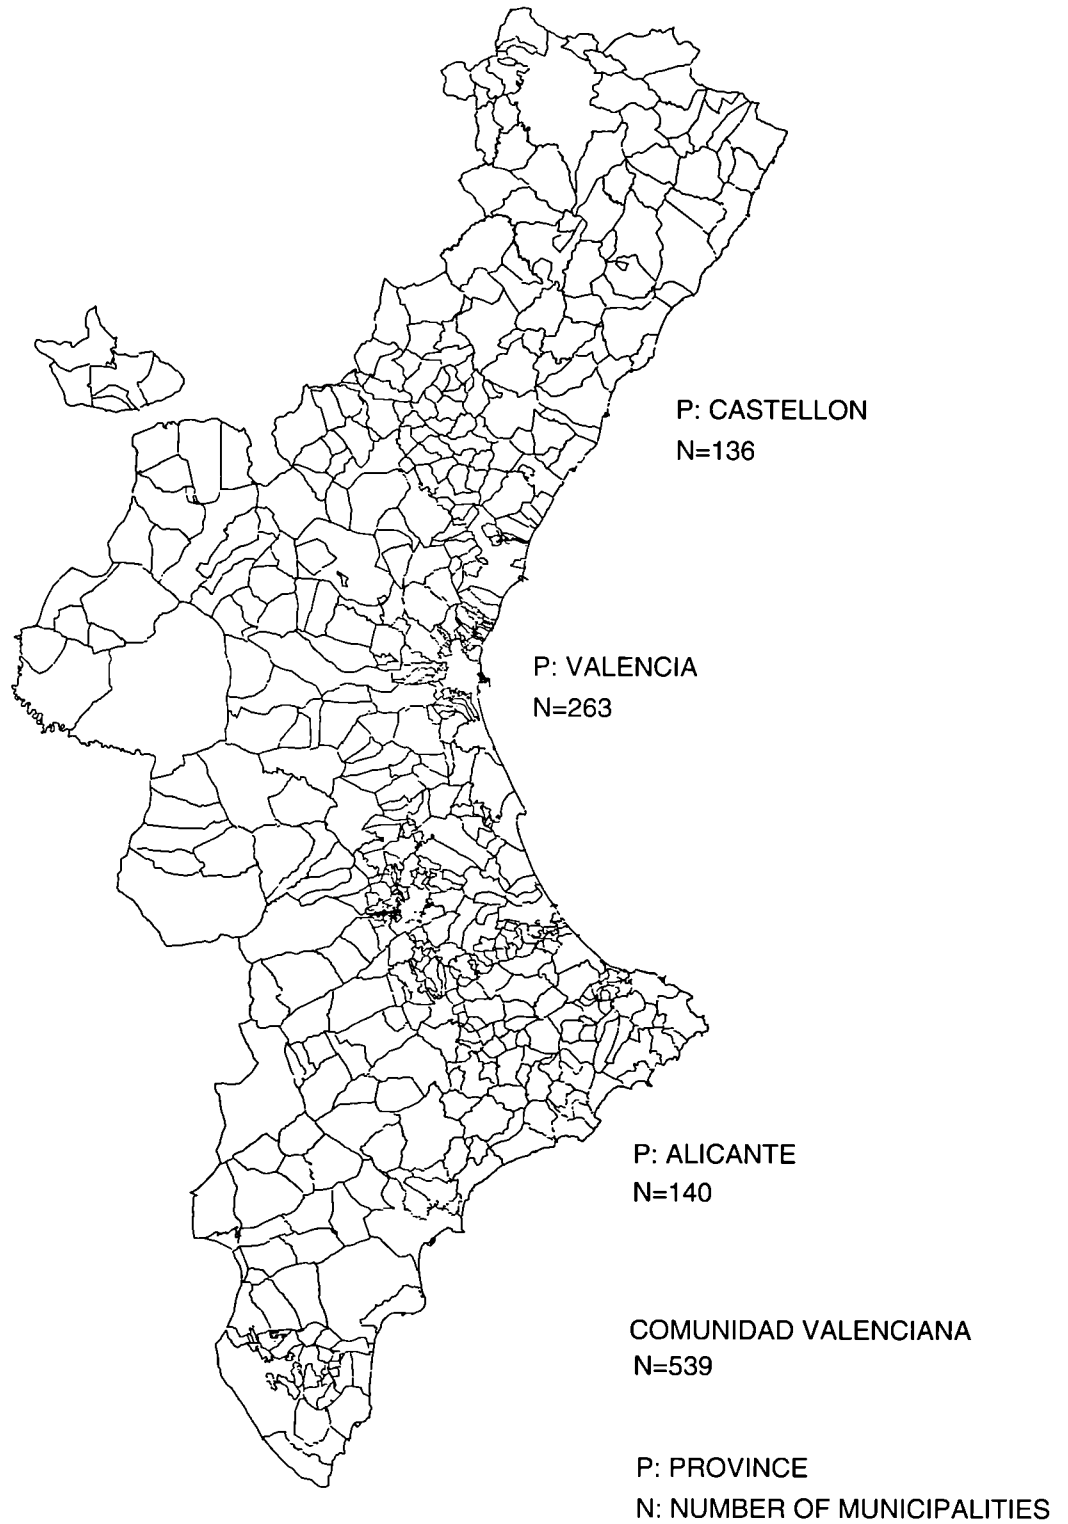 P: CASTELLON
N=136
P: VALENCIA
N=263
P: ALICANTE
N=140
COMUNIDAD VALENCIANA
N=539
P: PROVINCE
N: NUMBER OF MUNICIPALITIES